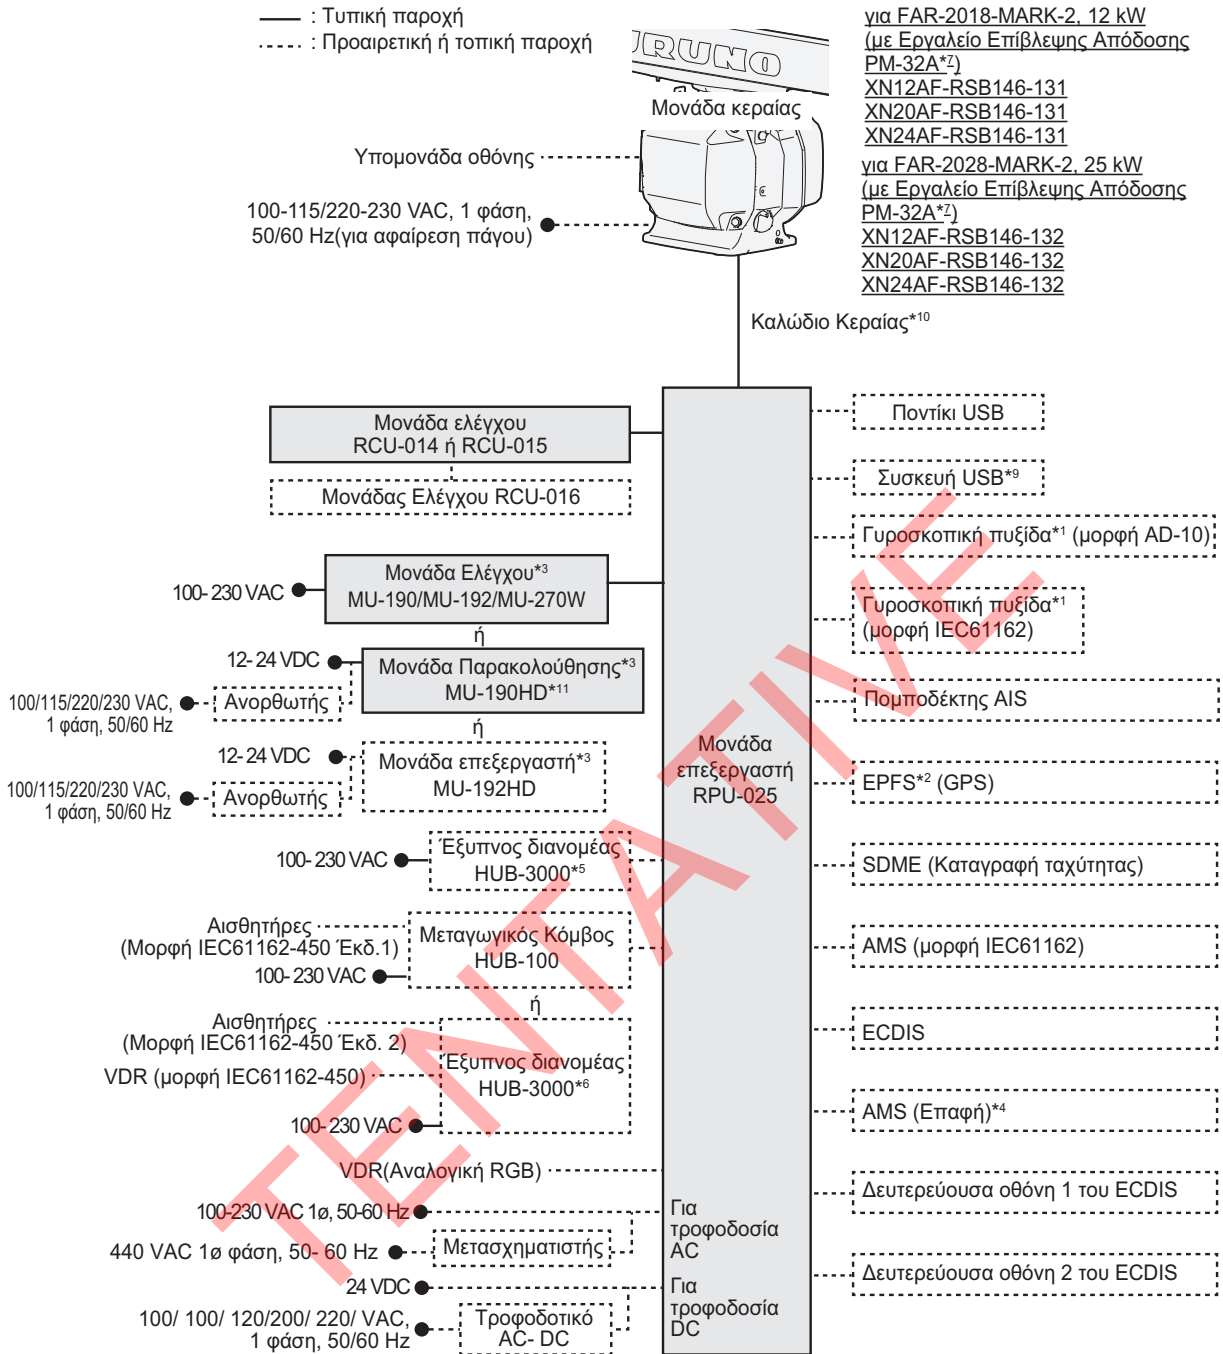 : Τυπική παροχή
: Προαιρετική ή τοπική παροχή
URUNO
Μονάδα κεραίας
Υπομονάδα οθόνης
100-115/220-230 VAC, 1 φάση,
50/60 Hz(για αφαίρεση πάγου)
για FAR-2018-MARK-2, 12 kW
(με Εργαλείο Επίβλεψης Απόδοσης
PM-32A*7)
XN12AF-RSB146-131
XN20AF-RSB146-131
XN24AF-RSB146-131
για FAR-2028-MARK-2, 25 kW
(με Εργαλείο Επίβλεψης Απόδοσης
PM-32A*7)
XN12AF-RSB146-132
XN20AF-RSB146-132
XN24AF-RSB146-132
Καλώδιο Κεραίας*10
Μονάδα ελέγχου
RCU-014 ή RCU-015
Μονάδας Ελέγχου RCU-016
100- 230 VAC
Μονάδα Ελέγχου*3
MU-190/MU-192/MU-270W
ή
12- 24 VDC
Μονάδα Παρακολούθησης*3
MU-190HD*11
100/115/220/230 VAC,
1 φάση, 50/60 Hz
Ανορθωτής
ή
12- 24 VDC
Μονάδα επεξεργαστή*3
MU-192HD
100/115/220/230 VAC,
1 φάση, 50/60 Hz
Ανορθωτής
100- 230 VAC
Έξυπνος διανομέας
HUB-3000*5
Αισθητήρες
(Μορφή IEC61162-450 Έκδ.1)
100- 230 VAC
Μεταγωγικός Κόμβος
HUB-100
ή
Αισθητήρες
(Μορφή IEC61162-450 Έκδ. 2)
VDR (μορφή IEC61162-450)
100- 230 VAC
Έξυπνος διανομέας
HUB-3000*6
VDR(Αναλογική RGB)
100-230 VAC 1ø, 50-60 Hz
440 VAC 1ø φάση, 50- 60 Hz
Μετασχηματιστής
24 VDC
100/ 100/ 120/200/ 220/ VAC,
1 φάση, 50/60 Hz
Τροφοδοτικό
AC- DC
Μονάδα
επεξεργαστή
RPU-025
Για
τροφοδοσία
AC
Για
τροφοδοσία
DC
Ποντίκι USB
Συσκευή USB*9
Γυροσκοπική πυξίδα*1 (μορφή AD-10)
Γυροσκοπική πυξίδα*1
(μορφή IEC61162)
Πομποδέκτης AIS
EPFS*2 (GPS)
SDME (Καταγραφή ταχύτητας)
AMS (μορφή IEC61162)
ECDIS
AMS (Επαφή)*4
Δευτερεύουσα οθόνη 1 του ECDIS
Δευτερεύουσα οθόνη 2 του ECDIS
TENTATIVE